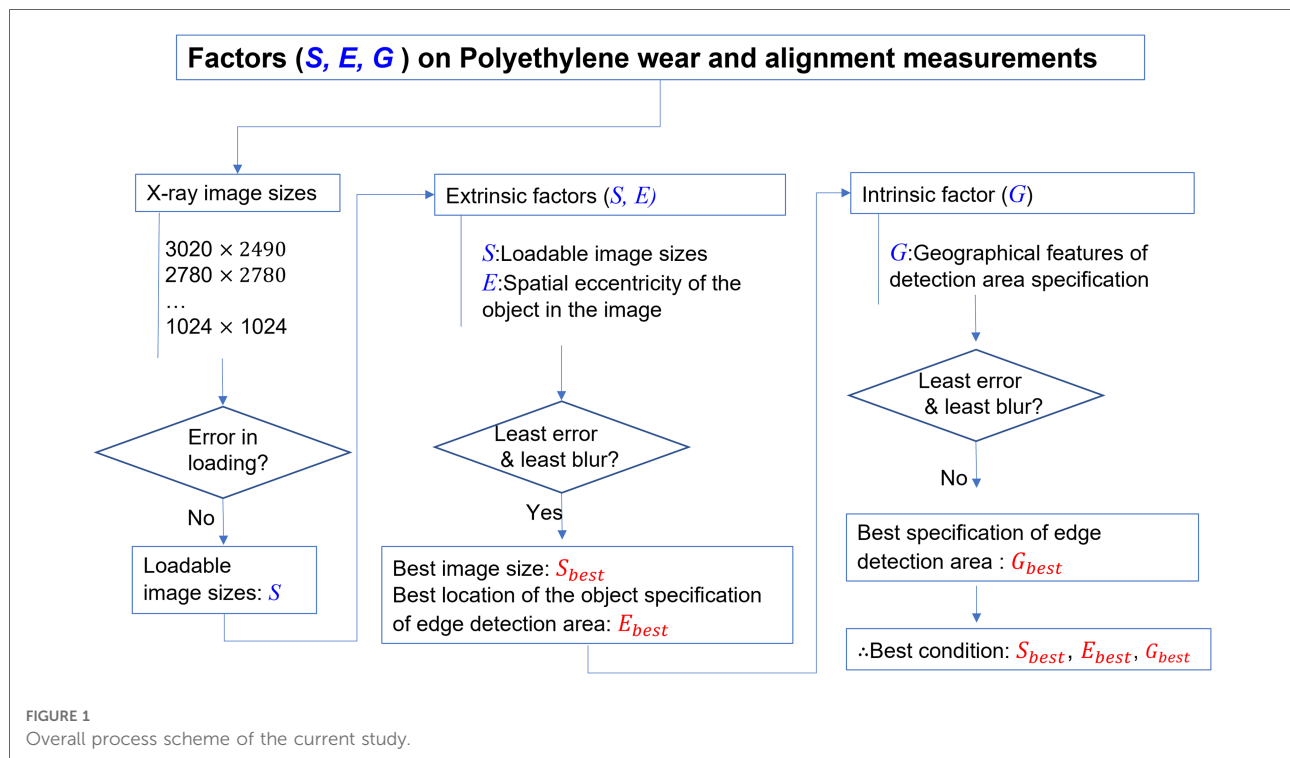 Factors (S, E, G ) on Polyethylene wear and alignment measurements
X-ray image sizes
3020 × 2490
2780 × 2780
…
1024 × 1024
Error in
loading?
No
Loadable
image sizes: S
Extrinsic factors (S, E)
S:Loadable image sizes
E:Spatial eccentricity of the
object in the image
Least error
& least blur?
Yes
Best image size: S_best
Best location of the object specification
of edge detection area: E_best
Intrinsic factor (G)
G:Geographical features of
detection area specification
Least error
& least blur?
No
Best specification of edge
detection area : G_best
∴Best condition: S_best, E_best, G_best
FIGURE 1
Overall process scheme of the current study.